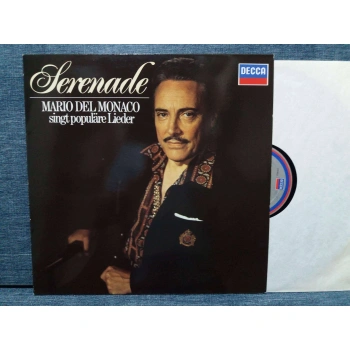 Serenade
DECCA
MARIO DEL MONACO
singt populäre Lieder